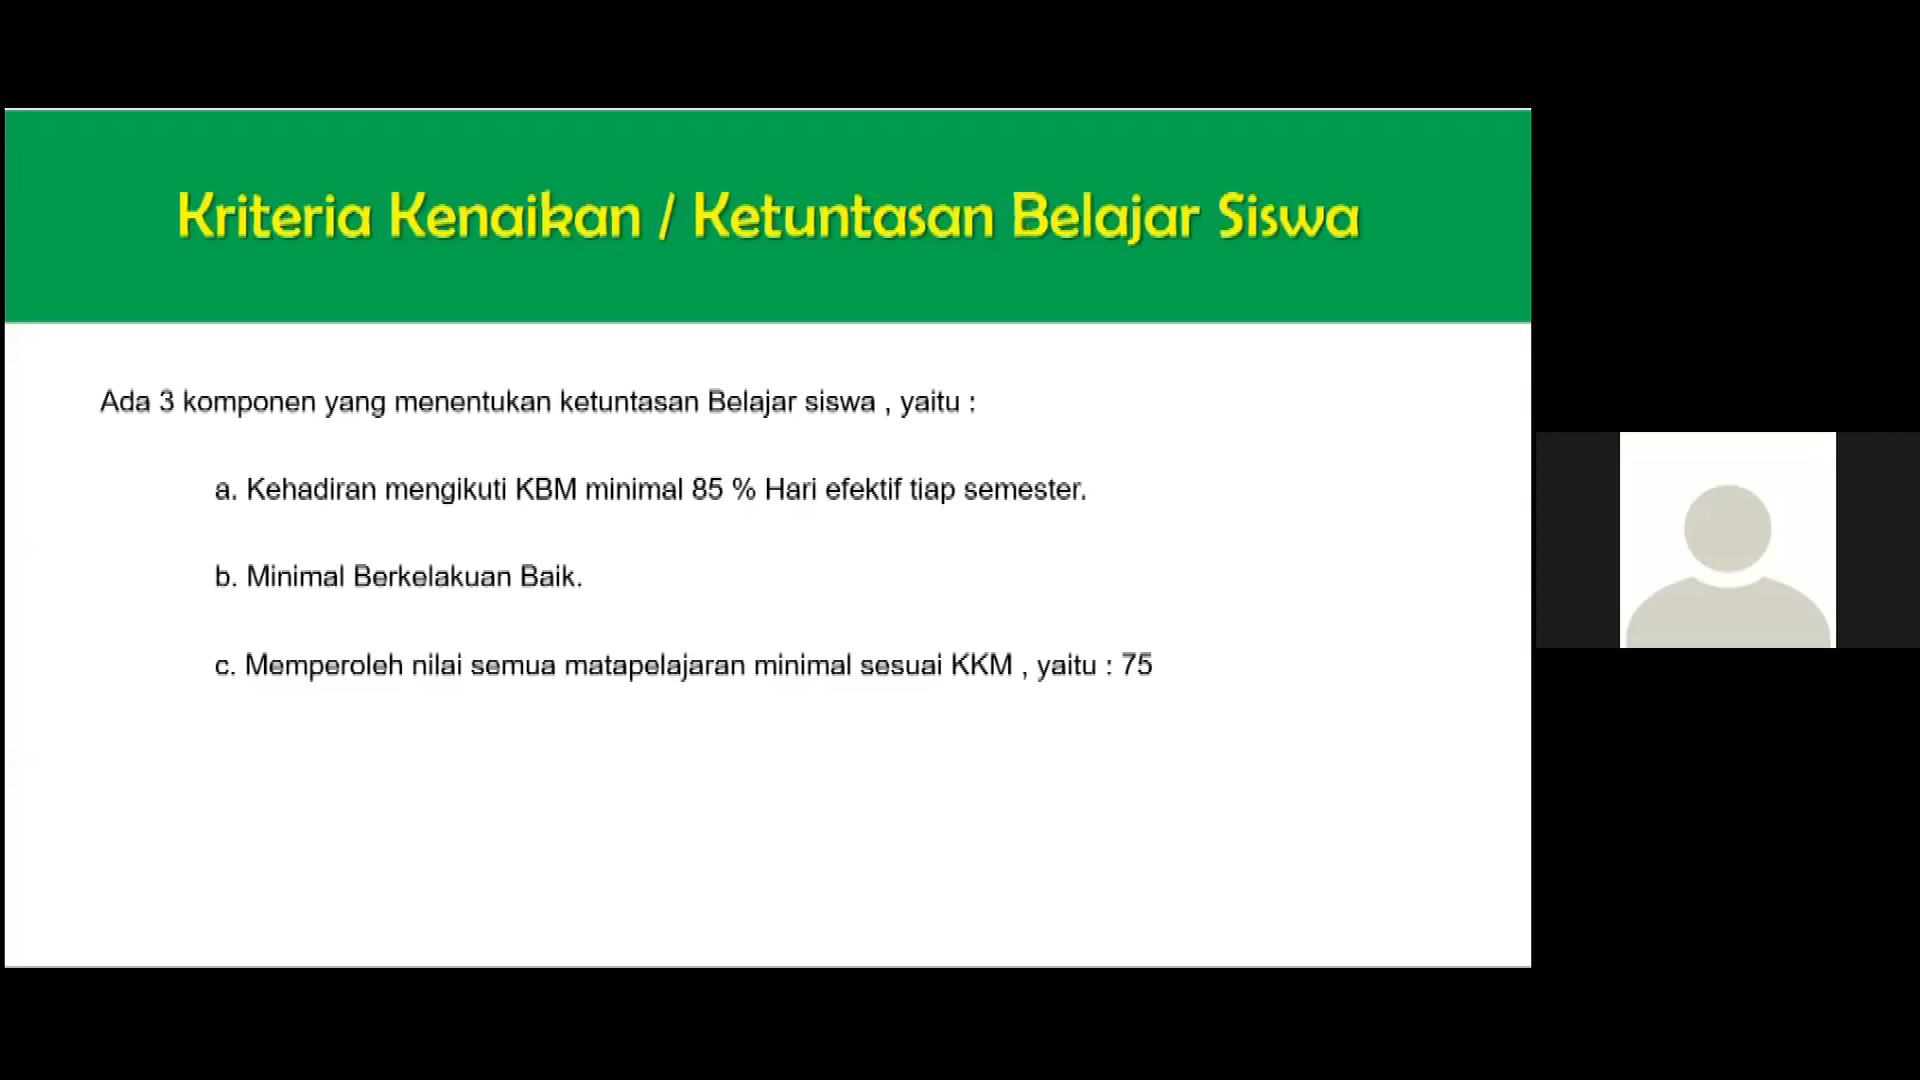 Kriteria Kenaikan / Ketuntasan Belajar Siswa
Ada 3 komponen yang menentukan ketuntasan Belajar siswa , yaitu :
a. Kehadiran mengikuti KBM minimal 85 % Hari efektif tiap semester.
b. Minimal Berkelakuan Baik.
c. Memperoleh nilai semua matapelajaran minimal sesuai KKM , yaitu : 75